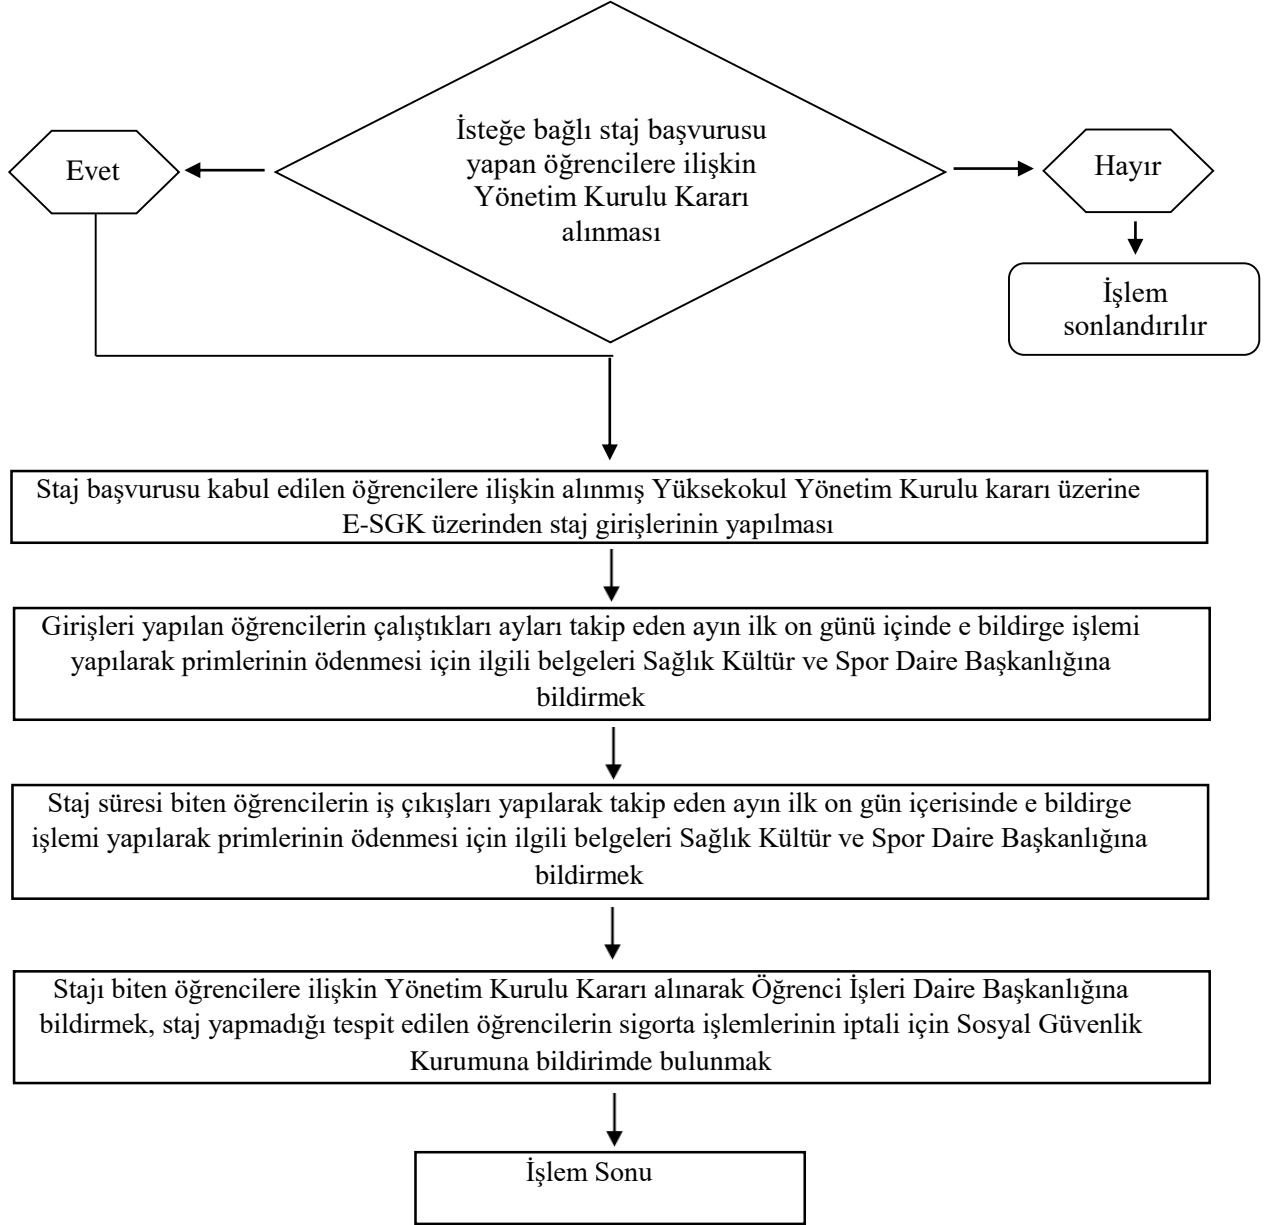 İsteğe bağlı staj başvurusu
yapan öğrencilere ilişkin
Yönetim Kurulu Kararı
alınması
Evet
Hayır
İşlem
sonlandırılır
Staj başvurusu kabul edilen öğrencilere ilişkin alınmış Yüksekokul Yönetim Kurulu kararı üzerine
E-SGK üzerinden staj girişlerinin yapılması
Girişleri yapılan öğrencilerin çalıştıkları ayları takip eden ayın ilk on günü içinde e bildirge işlemi
yapılarak primlerinin ödenmesi için ilgili belgeleri Sağlık Kültür ve Spor Daire Başkanlığına
bildirmek
Staj süresi biten öğrencilerin iş çıkışları yapılarak takip eden ayın ilk on gün içerisinde e bildirge
işlemi yapılarak primlerinin ödenmesi için ilgili belgeleri Sağlık Kültür ve Spor Daire Başkanlığına
bildirmek
Stajı biten öğrencilere ilişkin Yönetim Kurulu Kararı alınarak Öğrenci İşleri Daire Başkanlığına
bildirmek, staj yapmadığı tespit edilen öğrencilerin sigorta işlemlerinin iptali için Sosyal Güvenlik
Kurumuna bildirimde bulunmak
İşlem Sonu